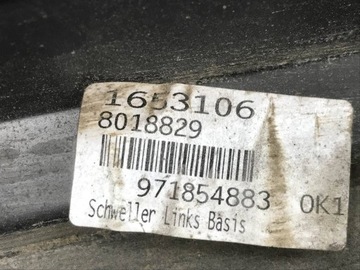 1653106
8018829
971854883 OK1
Schweller Links Basis